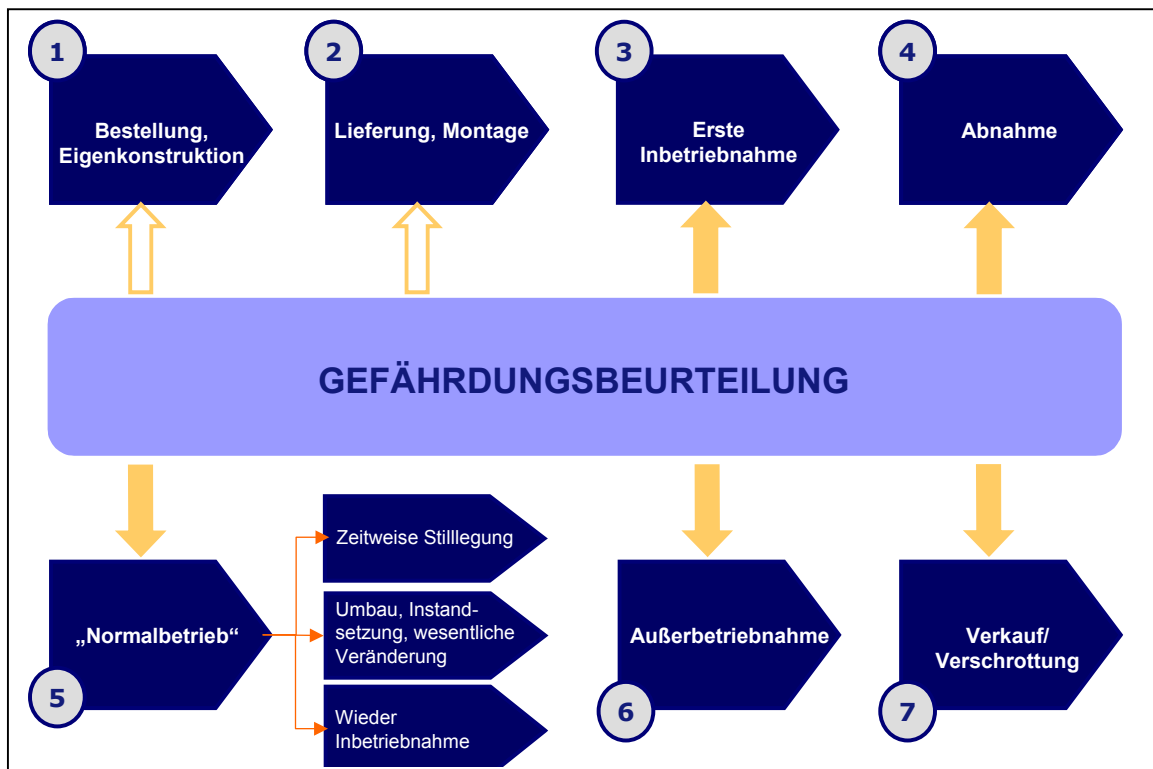 1
Bestellung,
Eigenkonstruktion
2
Lieferung, Montage
3
Erste
Inbetriebnahme
4
Abnahme
GEFÄHRDUNGSBEURTEILUNG
„Normalbetrieb“
5
Zeitweise Stilllegung
Umbau, Instand-
setzung, wesentliche
Veränderung
Wieder
Inbetriebnahme
Außerbetriebnahme
6
Verkauf/
Verschrottung
7